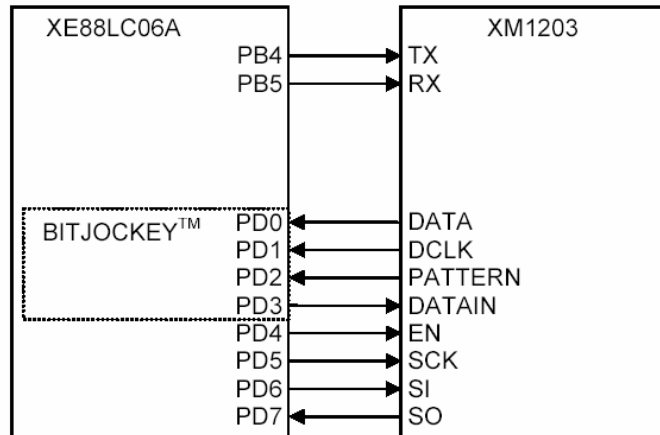 XE88LC06A XM1203
PB4 TX
PB5 RX
BITJOCKEY™
PD0 DATA
PD1 DCLK
PD2 PATTERN
PD3 DATAIN
PD4 EN
PD5 SCK
PD6 SI
PD7 SO